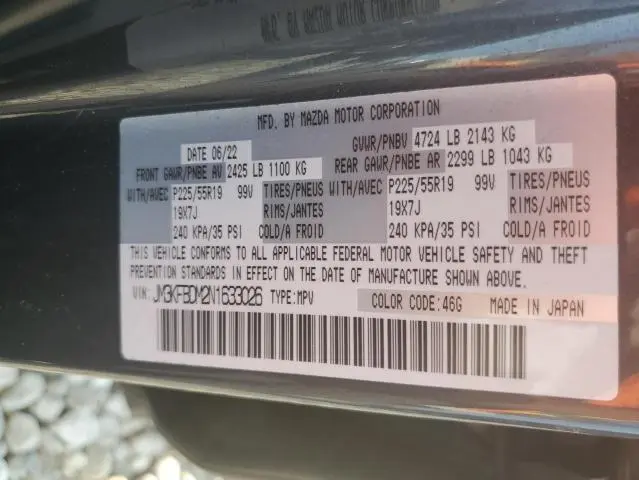 MFD. BY MAZDA MOTOR CORPORATION
DATE 06/22 GVWR/PNBV 4724 LB 2143 KG
FRONT GAWR/PNBE AV 2425 LB 1100 KG REAR GAWR/PNBE AR 2299 LB 1043 KG
WITH/AVEC P225/55R19 99V TIRES/PNEUS WITH/AVEC P225/55R19 99V TIRES/PNEUS
19X7J RIMS/JANTES 19X7J RIMS/JANTES
240 KPA/35 PSI COLD/A FROID 240 KPA/35 PSI COLD/A FROID
THIS VEHICLE CONFORMS TO ALL APPLICABLE FEDERAL MOTOR VEHICLE SAFETY AND THEFT
PREVENTION STANDARDS IN EFFECT ON THE DATE OF MANUFACTURE SHOWN ABOVE.
VIN: JM3KFBDM2N1633026 TYPE:MPV COLOR CODE:46G MADE IN JAPAN